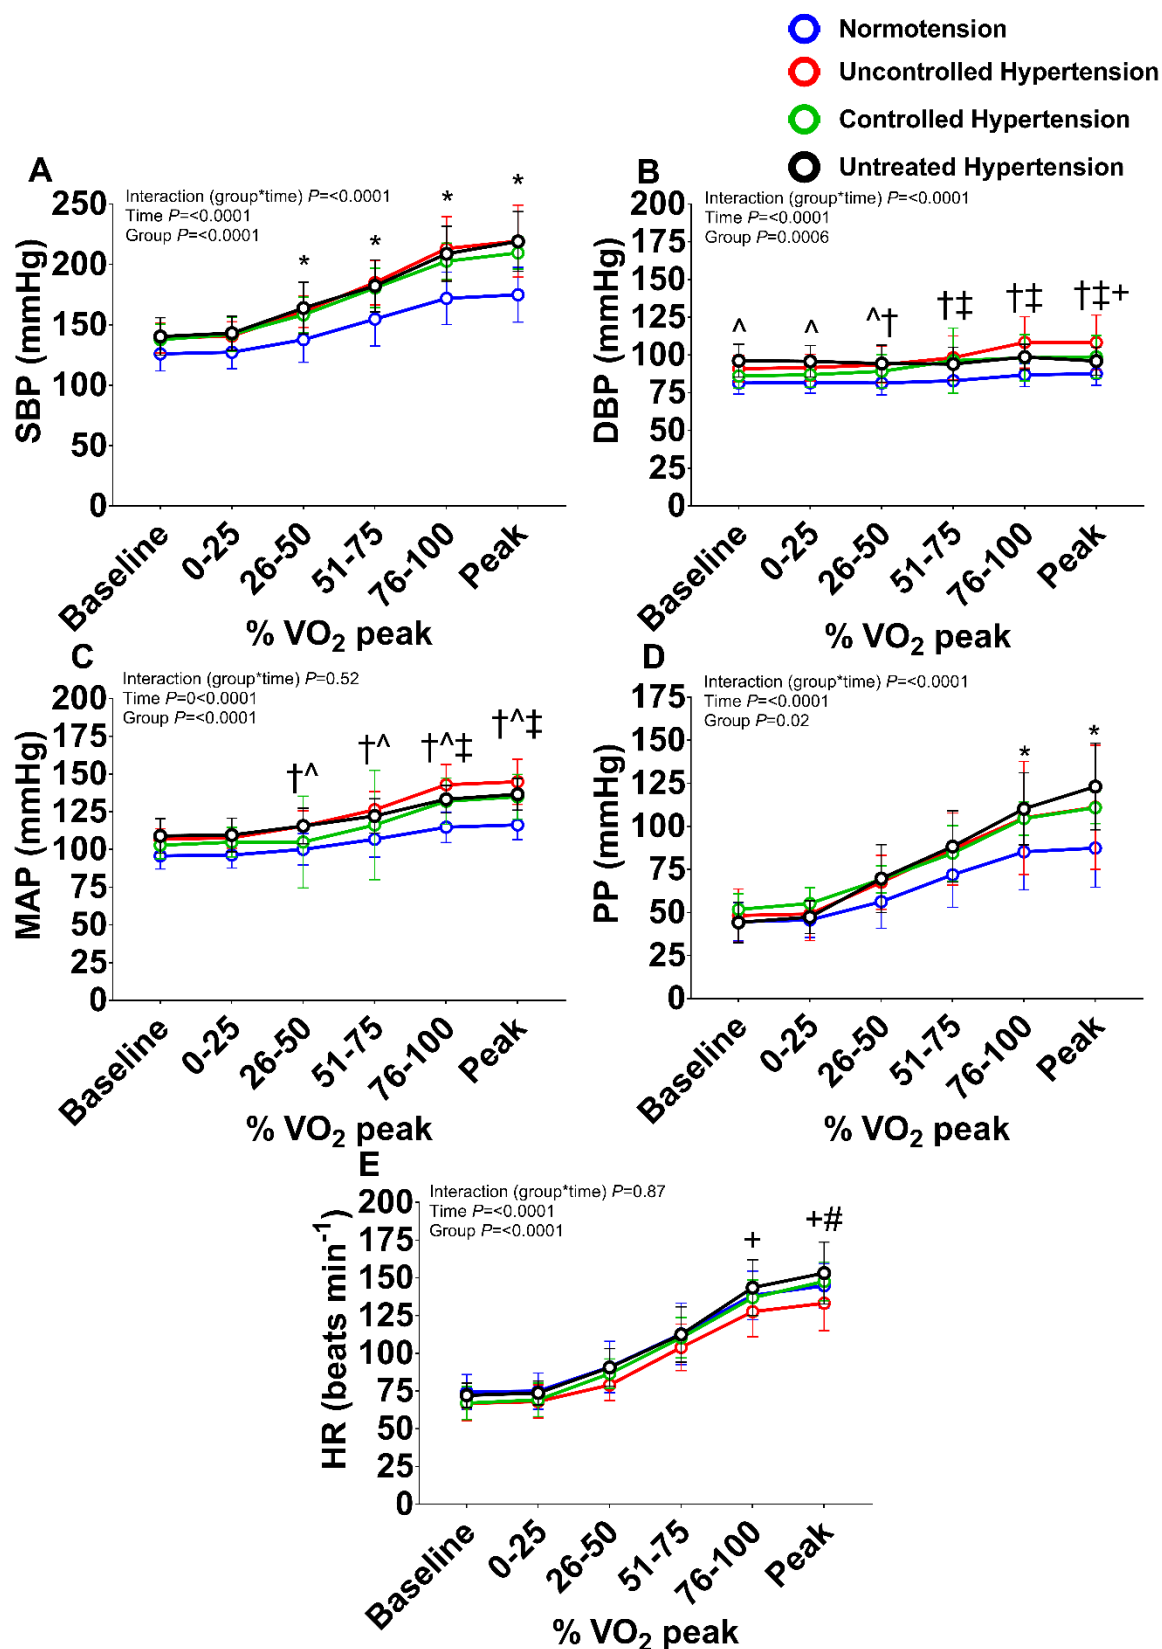 Normotension
Uncontrolled Hypertension
Controlled Hypertension
Untreated Hypertension
A
Interaction (group*time) P=<0.0001
Time P=<0.0001
Group P=<0.0001
SBP (mmHg)
250
200
150
100
50
0
* * * *
Baseline
0-25
26-50
51-75
76-100
Peak
% VO2 peak
B
Interaction (group*time) P=<0.0001
Time P=<0.0001
Group P=0.0006
DBP (mmHg)
200
175
150
125
100
75
50
25
0
^ ^ ^† †‡ †‡ †‡+
Baseline
0-25
26-50
51-75
76-100
Peak
% VO2 peak
C
Interaction (group*time) P=0.52
Time P=0<0.0001
Group P=<0.0001
MAP (mmHg)
200
175
150
125
100
75
50
25
0
†^ †^ †^‡ †^‡
Baseline
0-25
26-50
51-75
76-100
Peak
% VO2 peak
D
Interaction (group*time) P=<0.0001
Time P=<0.0001
Group P=0.02
PP (mmHg)
175
150
125
100
75
50
25
0
* *
Baseline
0-25
26-50
51-75
76-100
Peak
% VO2 peak
E
Interaction (group*time) P=0.87
Time P=<0.0001
Group P=<0.0001
HR (beats min-1)
200
175
150
125
100
75
50
25
0
+ +#
Baseline
0-25
26-50
51-75
76-100
Peak
% VO2 peak